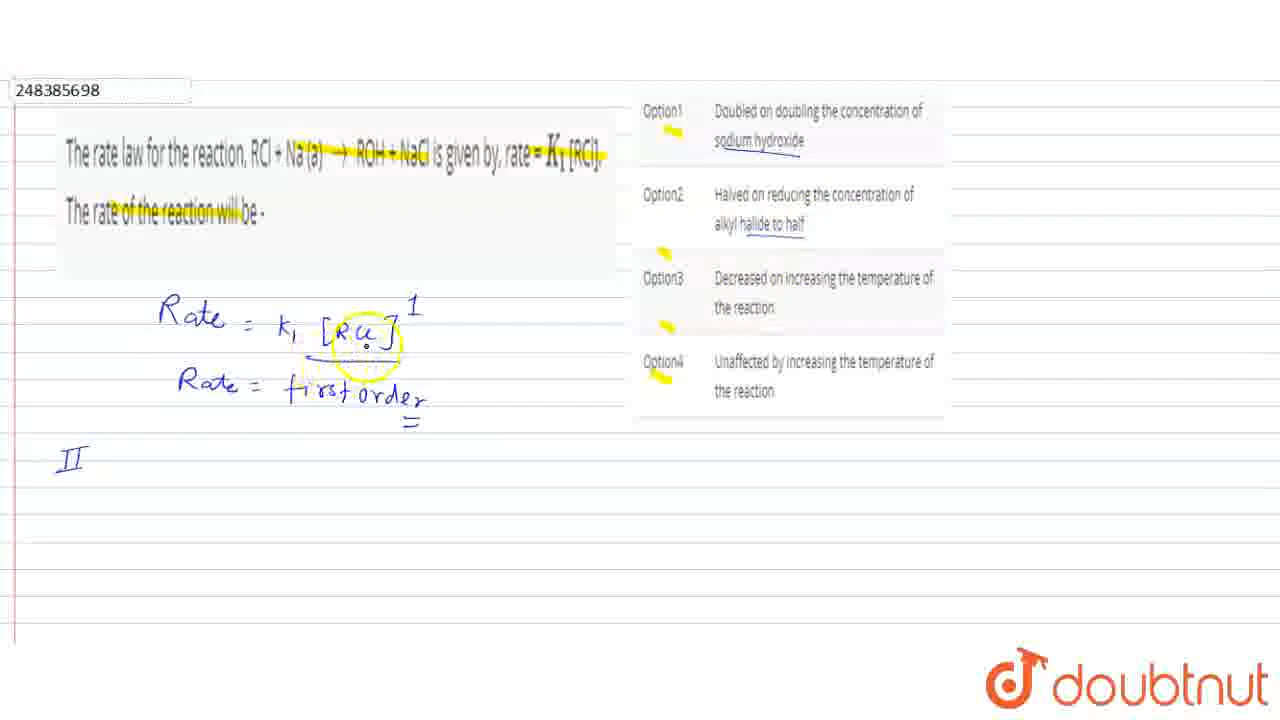 248385698
The rate law for the reaction, RCl + Na (a) → ROH + NaCl is given by, rate = K₁ [RCl].
The rate of the reaction will be -
Option1 Doubled on doubling the concentration of
sodium hydroxide
Option2 Halved on reducing the concentration of
alkyl halide to half
Option3 Decreased on increasing the temperature of
the reaction
Option4 Unaffected by increasing the temperature of
the reaction
Rate = K₁ [RCl]¹
Rate = first order
II
doubtnut